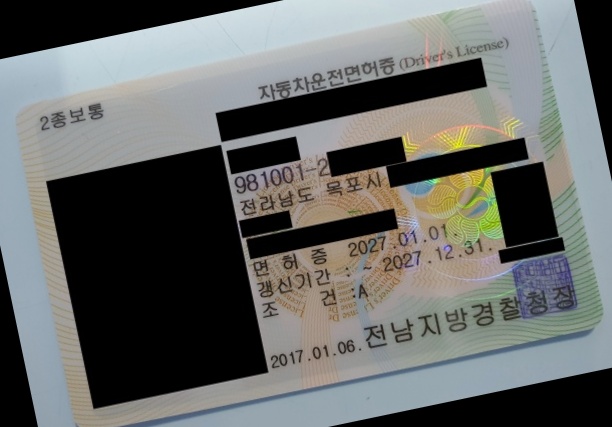 자동차운전면허증 (Driver's License)
2종보통
981001-2
전라남도 목포시
면 허 증 2027.01.01.
갱신기간 : ~ 2027.12.31.
조 건 :A
2017.01.06. 전남지방경찰청장